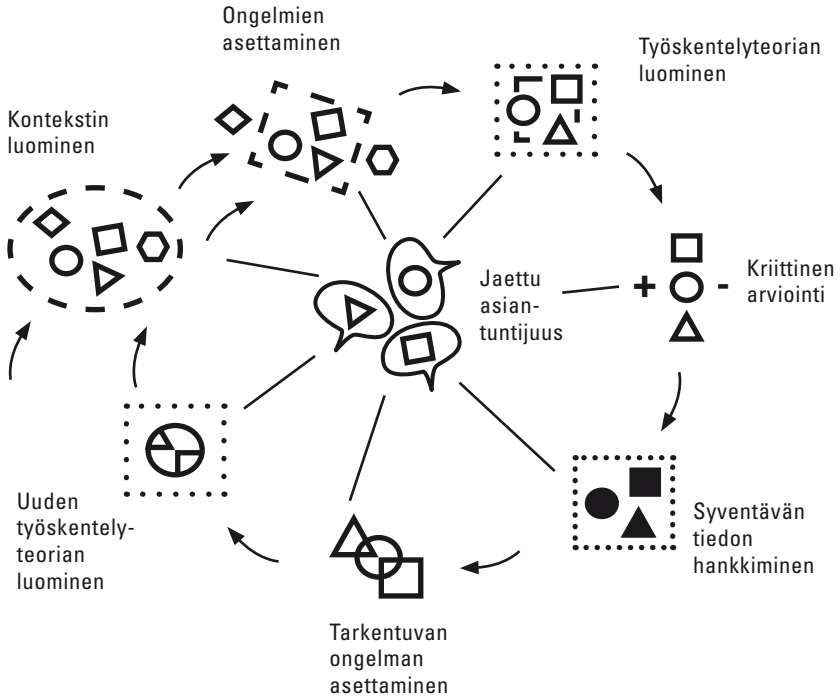 Ongelmien
asettaminen
Työskentelyteorian
luominen
Kontekstin
luominen
Jaettu
asian-
tuntijuus
+
-
Kriittinen
arviointi
Uuden
työskentely-
teorian
luominen
Syventävän
tiedon
hankkiminen
Tarkentuvan
ongelman
asettaminen